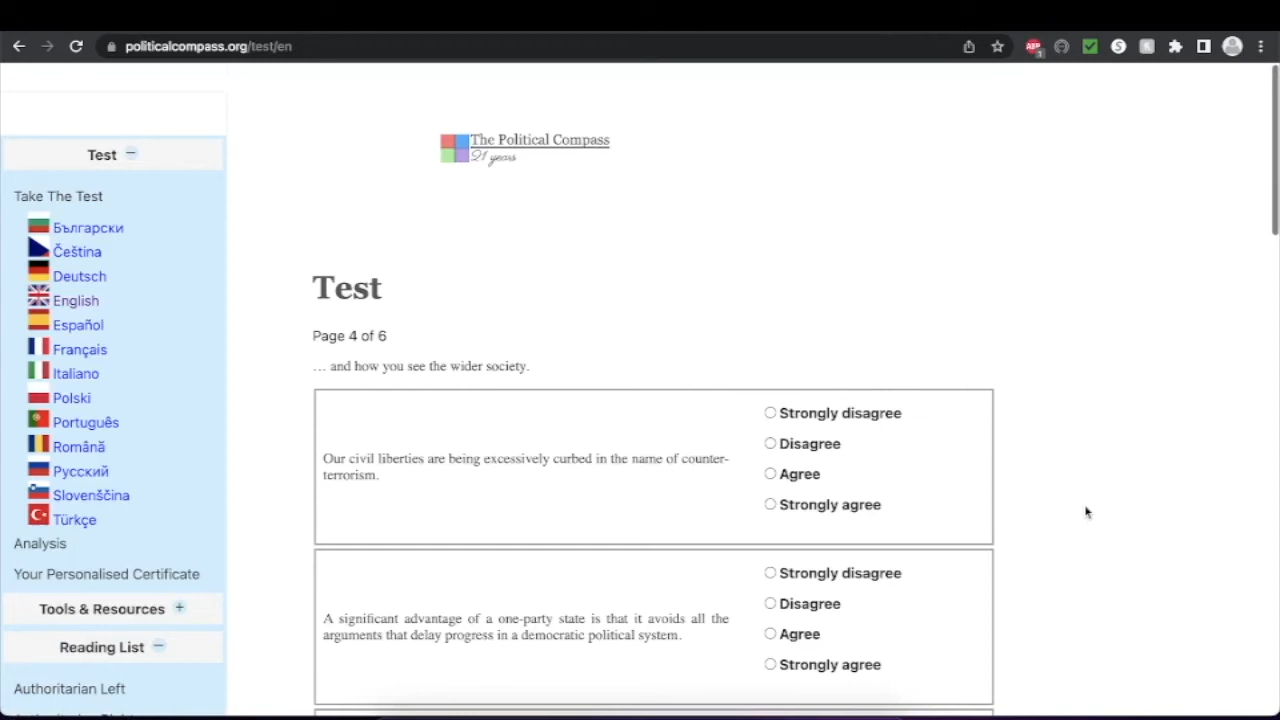 politicalcompass.org/test/en
ABP
1
S
The Political Compass
21 years
Test
Take The Test
Български
Čeština
Deutsch
English
Español
Français
Italiano
Polski
Português
Română
Русский
Slovenščina
Türkçe
Analysis
Your Personalised Certificate
Tools & Resources +
Reading List −
Authoritarian Left
Test
Page 4 of 6
… and how you see the wider society.
Our civil liberties are being excessively curbed in the name of counter-
terrorism.
Strongly disagree
Disagree
Agree
Strongly agree
A significant advantage of a one-party state is that it avoids all the
arguments that delay progress in a democratic political system.
Strongly disagree
Disagree
Agree
Strongly agree